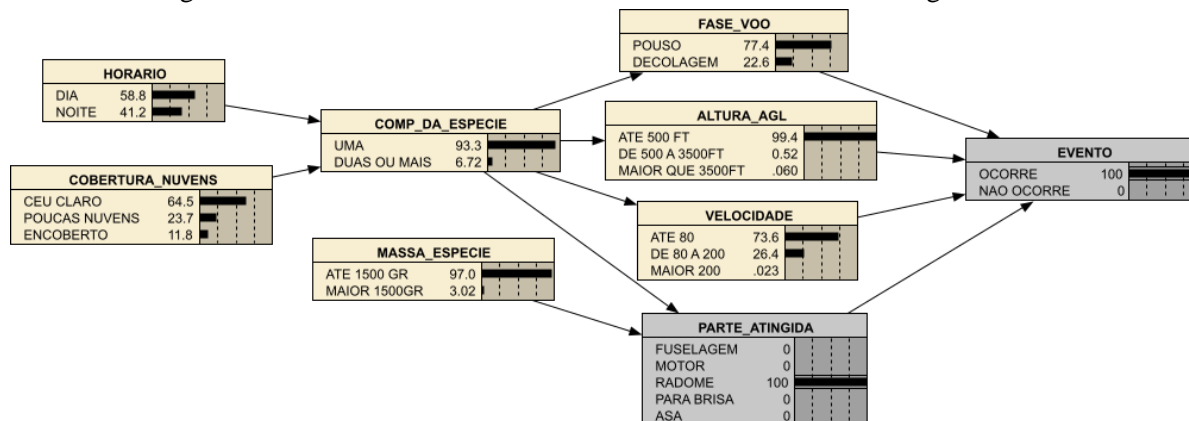 FASE_VOO
POUSO 77.4
DECOLAGEM 22.6
HORARIO
DIA 58.8
NOITE 41.2
COMP_DA_ESPECIE
UMA 93.3
DUAS OU MAIS 6.72
ALTURA_AGL
ATE 500 FT 99.4
DE 500 A 3500FT 0.52
MAIOR QUE 3500FT .060
EVENTO
OCORRE 100
NAO OCORRE 0
COBERTURA_NUVENS
CEU CLARO 64.5
POUCAS NUVENS 23.7
ENCOBERTO 11.8
VELOCIDADE
ATE 80 73.6
DE 80 A 200 26.4
MAIOR 200 .023
MASSA_ESPECIE
ATE 1500 GR 97.0
MAIOR 1500GR 3.02
PARTE_ATINGIDA
FUSELAGEM 0
MOTOR 0
RADOME 100
PARA BRISA 0
ASA 0